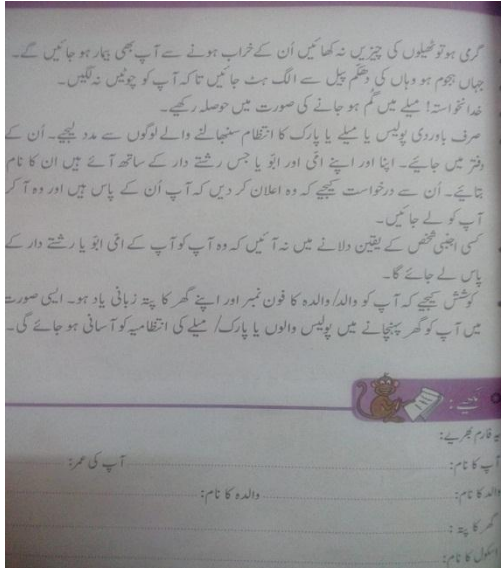 گرمی ہو تو ٹھیلوں کی چیزیں نہ کھائیں اُن کے خراب ہونے سے آپ بھی بیمار ہو جائیں گے۔
جہاں ہجوم ہو وہاں کی دھکّم پیل سے الگ ہٹ جائیں تاکہ آپ کو چوٹیں نہ لگیں۔
خدانخواستہ! میلے میں گُم ہو جانے کی صورت میں حوصلہ رکھیے۔
صرف باوردی پولیس یا میلے یا پارک کا انتظام سنبھالنے والے لوگوں سے مدد لیجیے۔ اُن کے
دفتر میں جائیے۔ اپنا اور اپنے امّی اور ابّو یا جس رشتے دار کے ساتھ آئے ہیں ان کا نام
بتائیے۔ اُن سے درخواست کیجیے کہ وہ اعلان کر دیں کہ آپ اُن کے پاس ہیں اور وہ آ کر
آپ کو لے جائیں۔
کسی اجنبی شخص کے یقین دلانے میں نہ آئیں کہ وہ آپ کو آپ کے امّی ابّو یا رشتے دار کے
پاس لے جائے گا۔
کوشش کیجیے کہ آپ کو والد/والدہ کا فون نمبر اور اپنے گھر کا پتہ زبانی یاد ہو۔ ایسی صورت
میں آپ کو گھر پہنچانے میں پولیس والوں یا پارک/ میلے کی انتظامیہ کو آسانی ہو جائے گی۔
لکھیے:
یہ فارم بھریے:
آپ کا نام: آپ کی عمر:
والد کا نام: والدہ کا نام:
گھر کا پتہ:
اسکول کا نام: